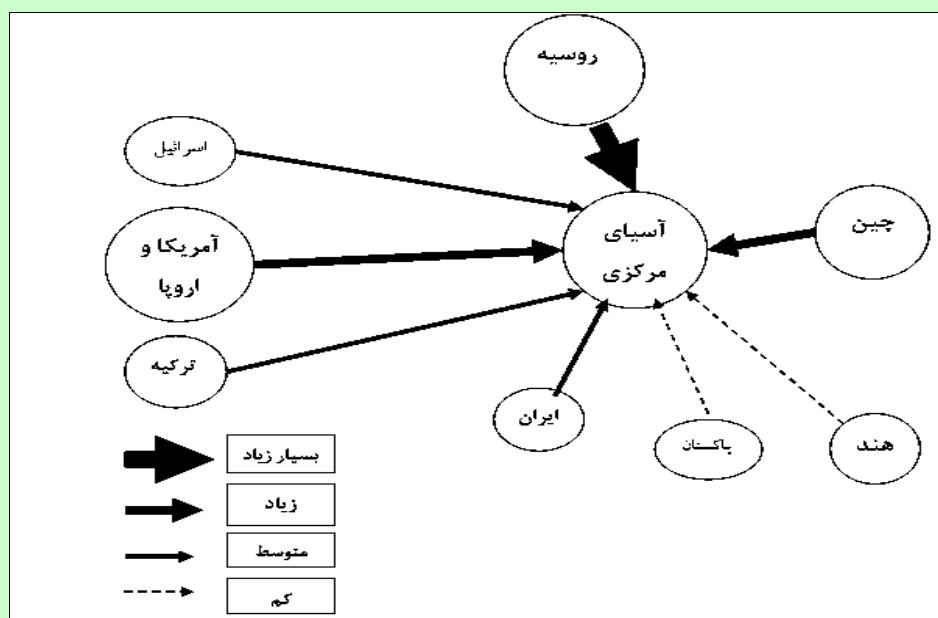 روسیه
اسرائیل
چین
آسیای
مرکزی
آمریکا و
اروپا
ترکیه
ایران
پاکستان
هند
بسیار زیاد
زیاد
متوسط
کم